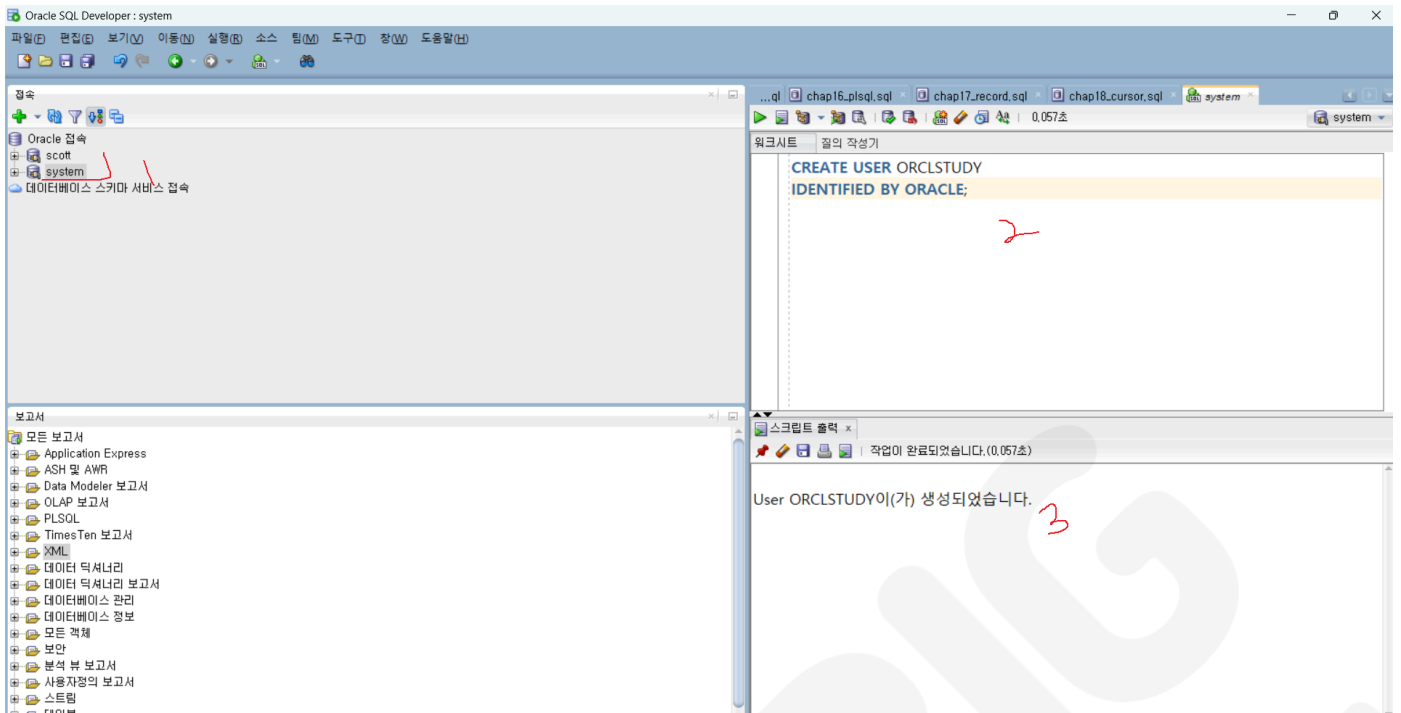 Oracle SQL Developer : system
파일(F) 편집(E) 보기(V) 이동(N) 실행(R) 소스 팀(M) 도구(T) 창(W) 도움말(H)
접속
Oracle 접속
scott
system
데이터베이스 스키마 서비스 접속
1
보고서
모든 보고서
Application Express
ASH 및 AWR
Data Modeler 보고서
OLAP 보고서
PLSQL
TimesTen 보고서
XML
데이터 딕셔너리
데이터 딕셔너리 보고서
데이터베이스 관리
데이터베이스 정보
모든 객체
보안
분석 뷰 보고서
사용자정의 보고서
스트림
...ql chap16_plsql.sql chap17_record.sql chap18_cursor.sql system
0.057초 system
워크시트 질의 작성기
CREATE USER ORCLSTUDY
IDENTIFIED BY ORACLE;
2
스크립트 출력
작업이 완료되었습니다.(0.057초)
User ORCLSTUDY이(가) 생성되었습니다.
3